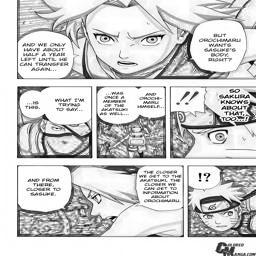 BUT
OROCHIMARU
WANTS
SASUKE'S
BODY,
RIGHT?
AND WE ONLY
HAVE ABOUT
HALF A YEAR
LEFT UNTIL HE
CAN TRANSFER
AGAIN...
SO
SAKURA
KNOWS
ABOUT
THAT,
TOO...
!!
AND
OROCHI-
MARU
HIMSELF...
...WAS
ONCE A
MEMBER
OF THE
AKATSUKI
AS WELL...
WHAT I'M
TRYING
TO SAY...
...IS
THIS.
!?
THE CLOSER
WE GET TO THE
AKATSUKI, THE
CLOSER WE
CAN GET TO
INFORMATION
ABOUT
OROCHIMARU.
AND FROM
THERE,
CLOSER TO
SASUKE.
COLORED
MANGA.COM